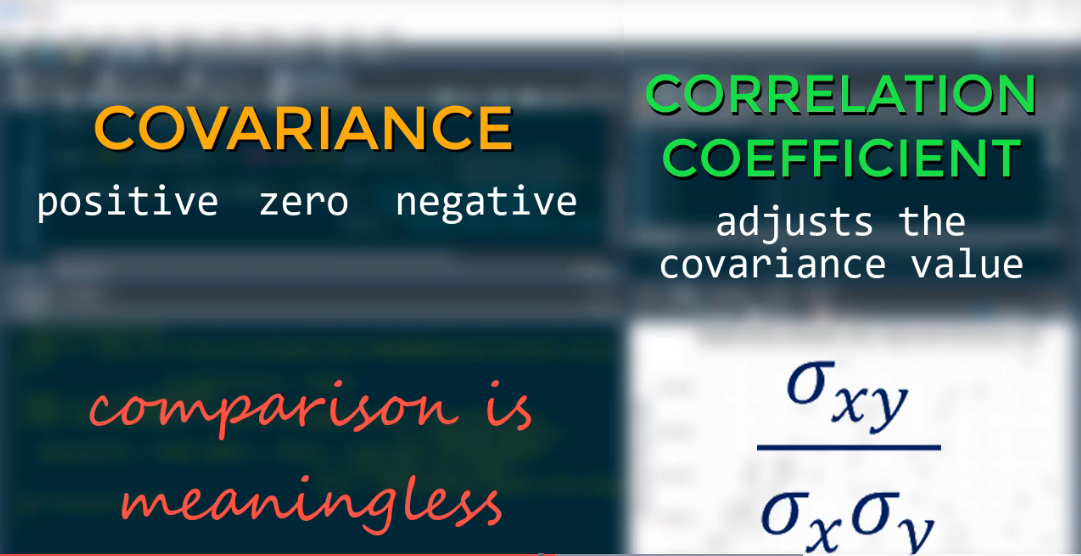 COVARIANCE
positive zero negative
comparison is
meaningless
CORRELATION
COEFFICIENT
adjusts the
covariance value
σxy
σxσy